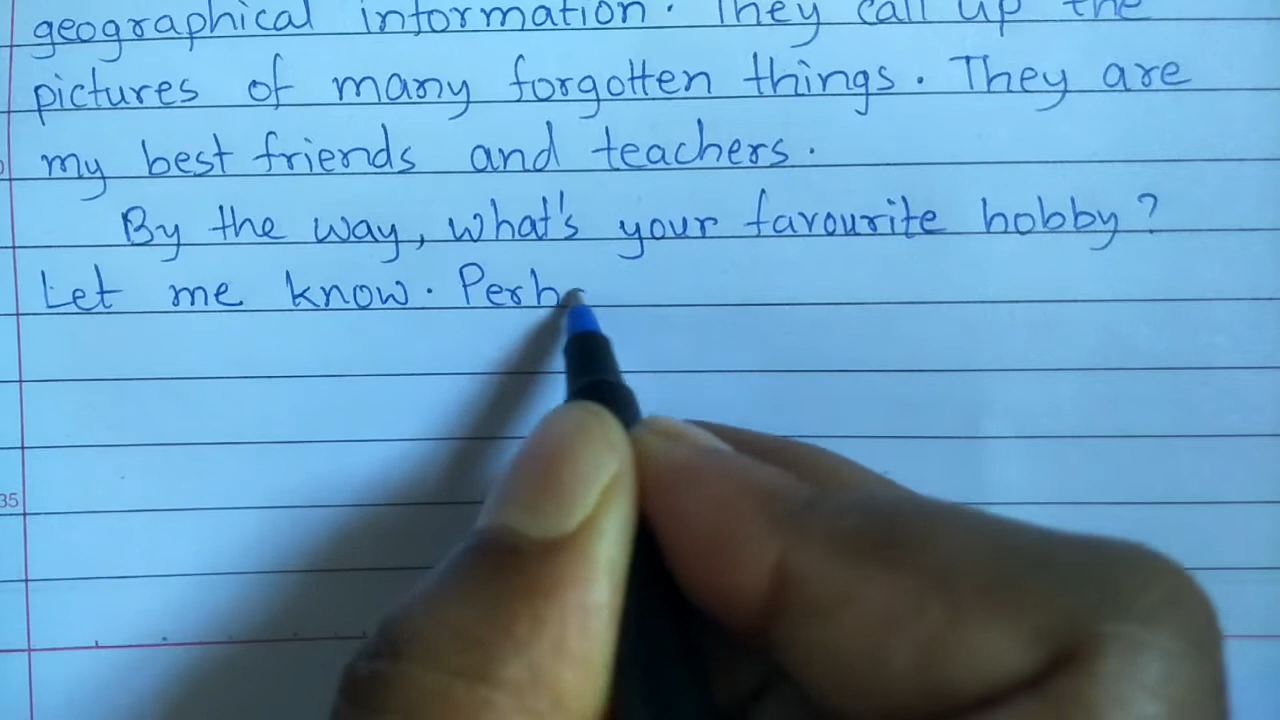 geographical information. They call up the
pictures of many forgotten things. They are
my best friends and teachers.
By the way, what's your favourite hobby?
Let me know. Perh
35